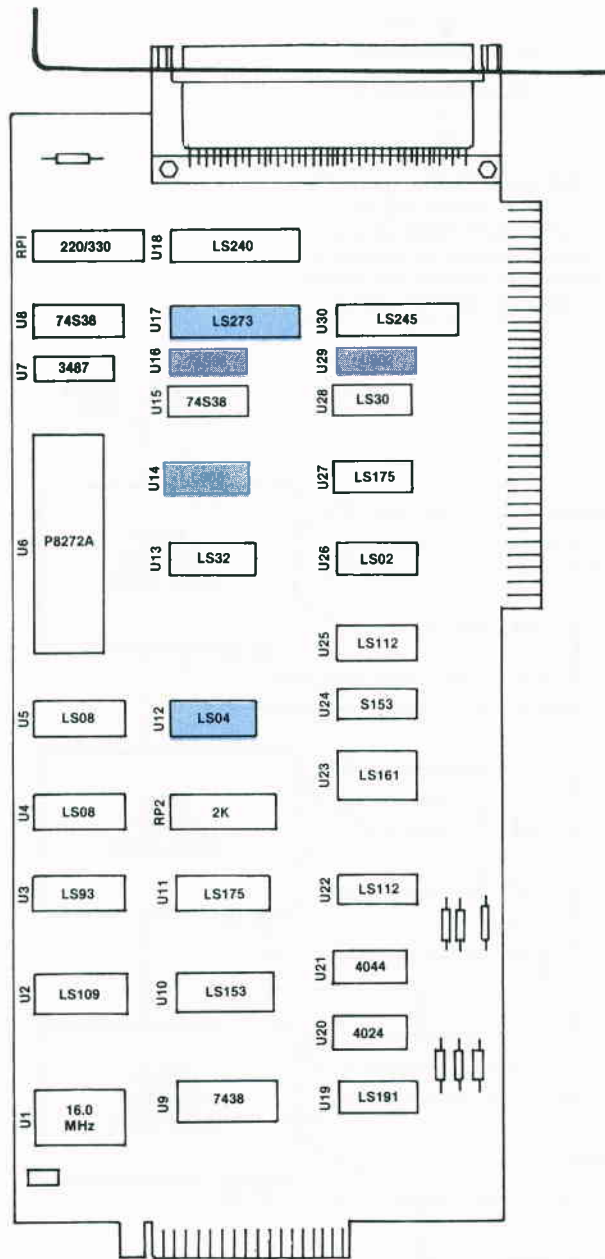 RP1 220/330
U18 LS240
U8 74S38
U17 LS273
U30 LS245
U7 3487
U16
U29
U15 74S38
U28 LS30
U14
U27 LS175
U6 P8272A
U13 LS32
U26 LS02
U25 LS112
U5 LS08
U12 LS04
U24 S153
U23 LS161
U4 LS08
RP2 2K
U3 LS93
U11 LS175
U22 LS112
U21 4044
U2 LS109
U10 LS153
U20 4024
U1 16.0
MHz
U9 7438
U19 LS191